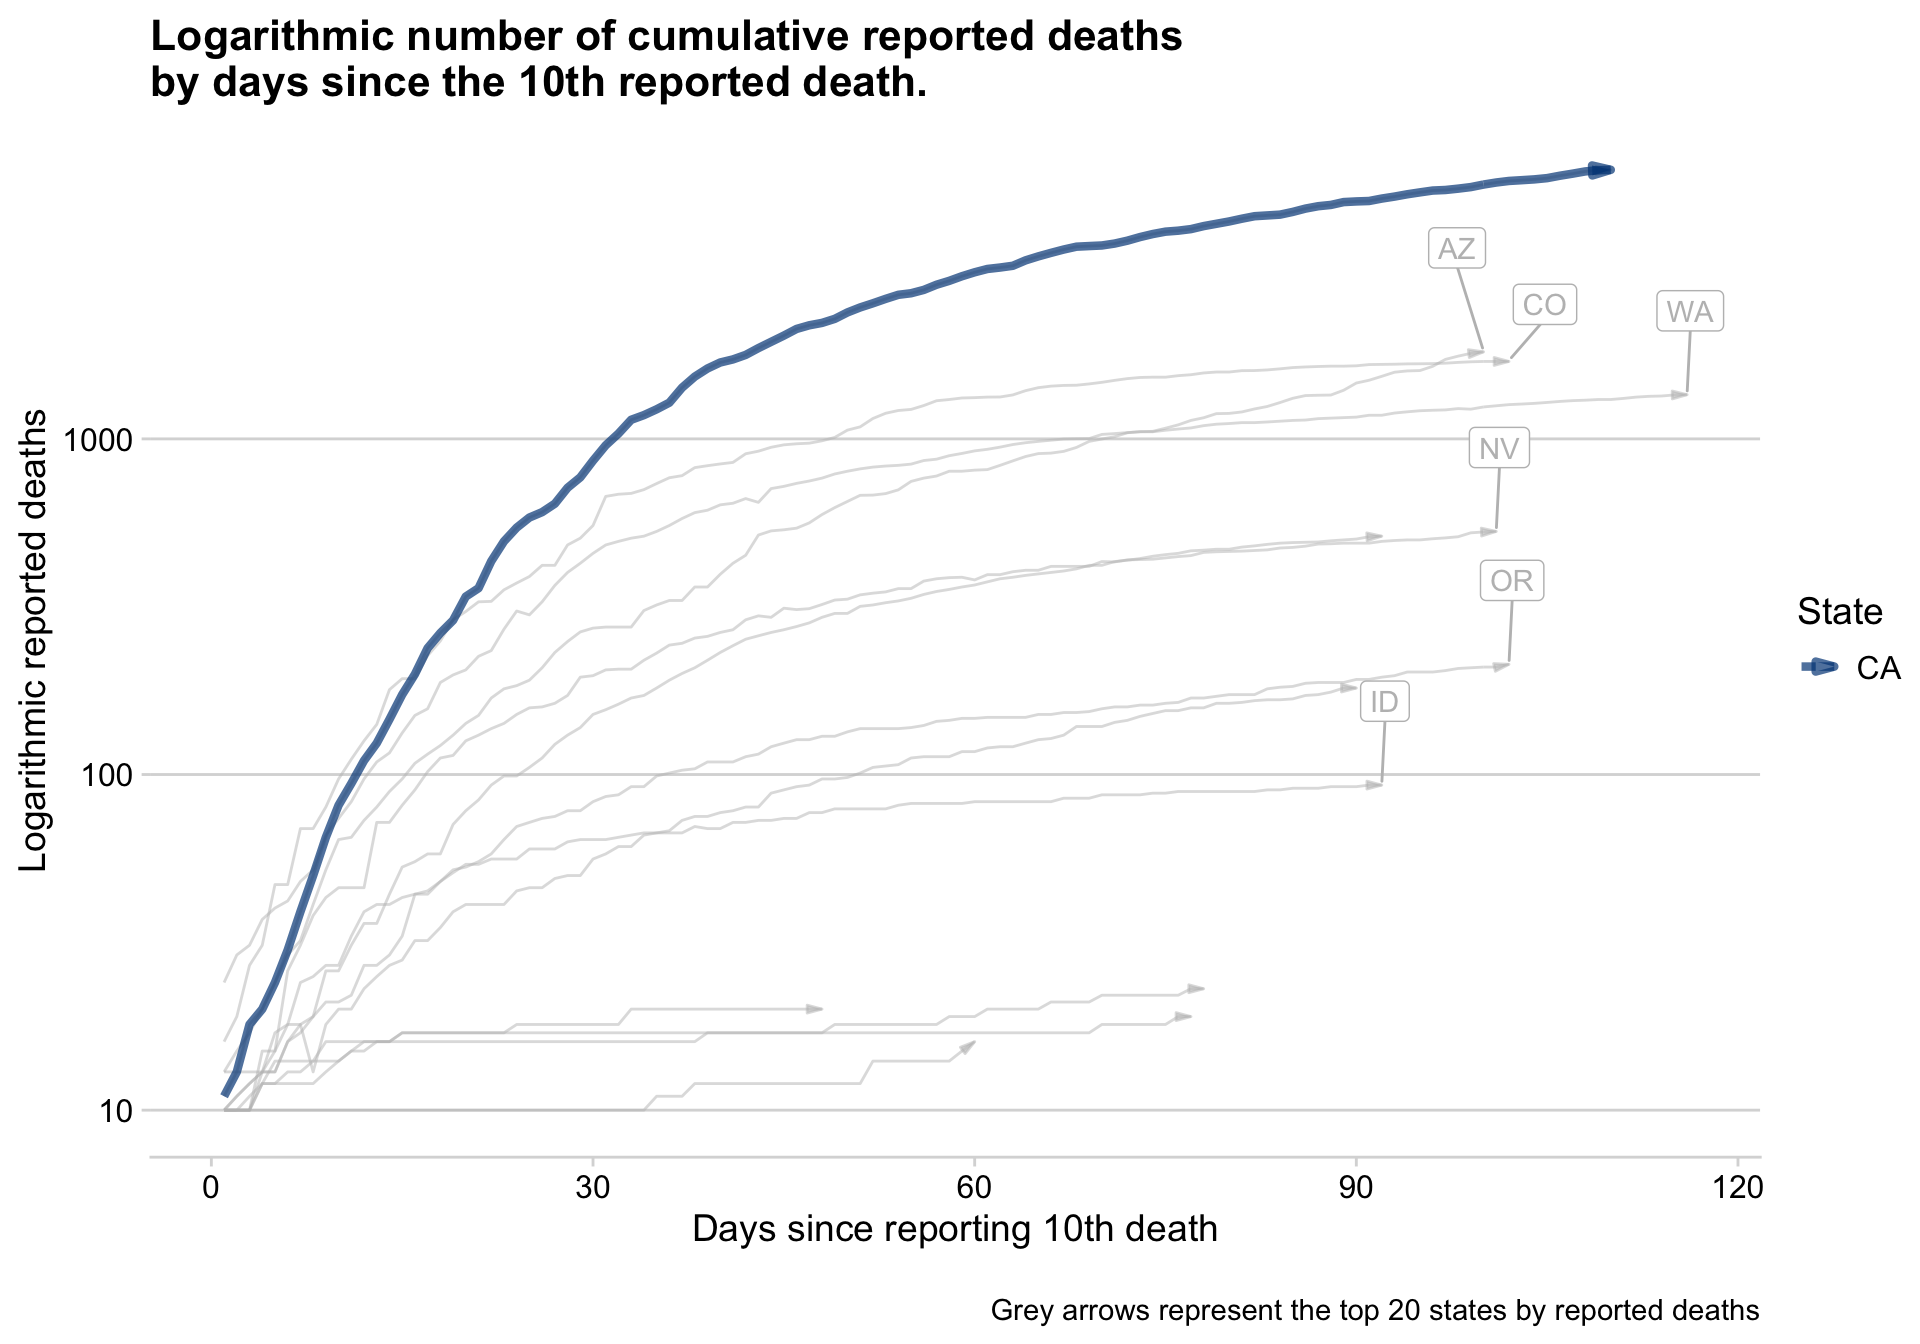 Logarithmic number of cumulative reported deaths
by days since the 10th reported death.
Logarithmic reported deaths
1000
100
10
AZ
CO
WA
NV
OR
ID
State
CA
0
30
60
90
120
Days since reporting 10th death
Grey arrows represent the top 20 states by reported deaths